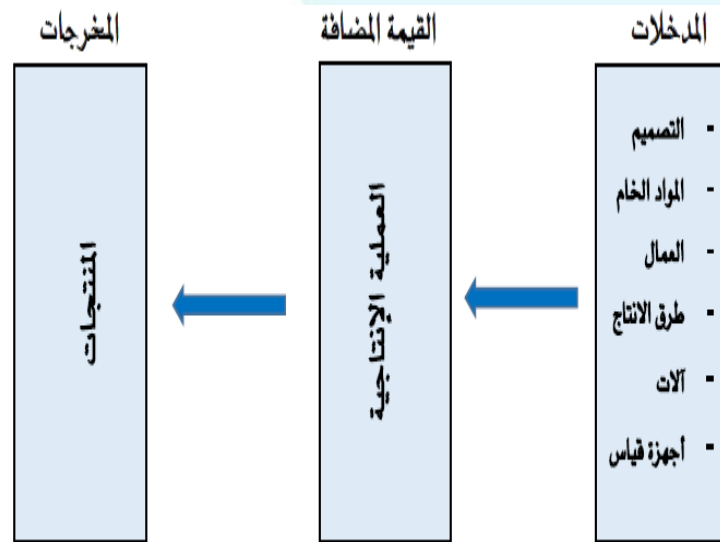 المدخلات
- التصميم
- المواد الخام
- العمال
- طرق الانتاج
- آلات
- أجهزة قياس
القيمة المضافة
العملية الإنتاجية
المخرجات
المنتجات